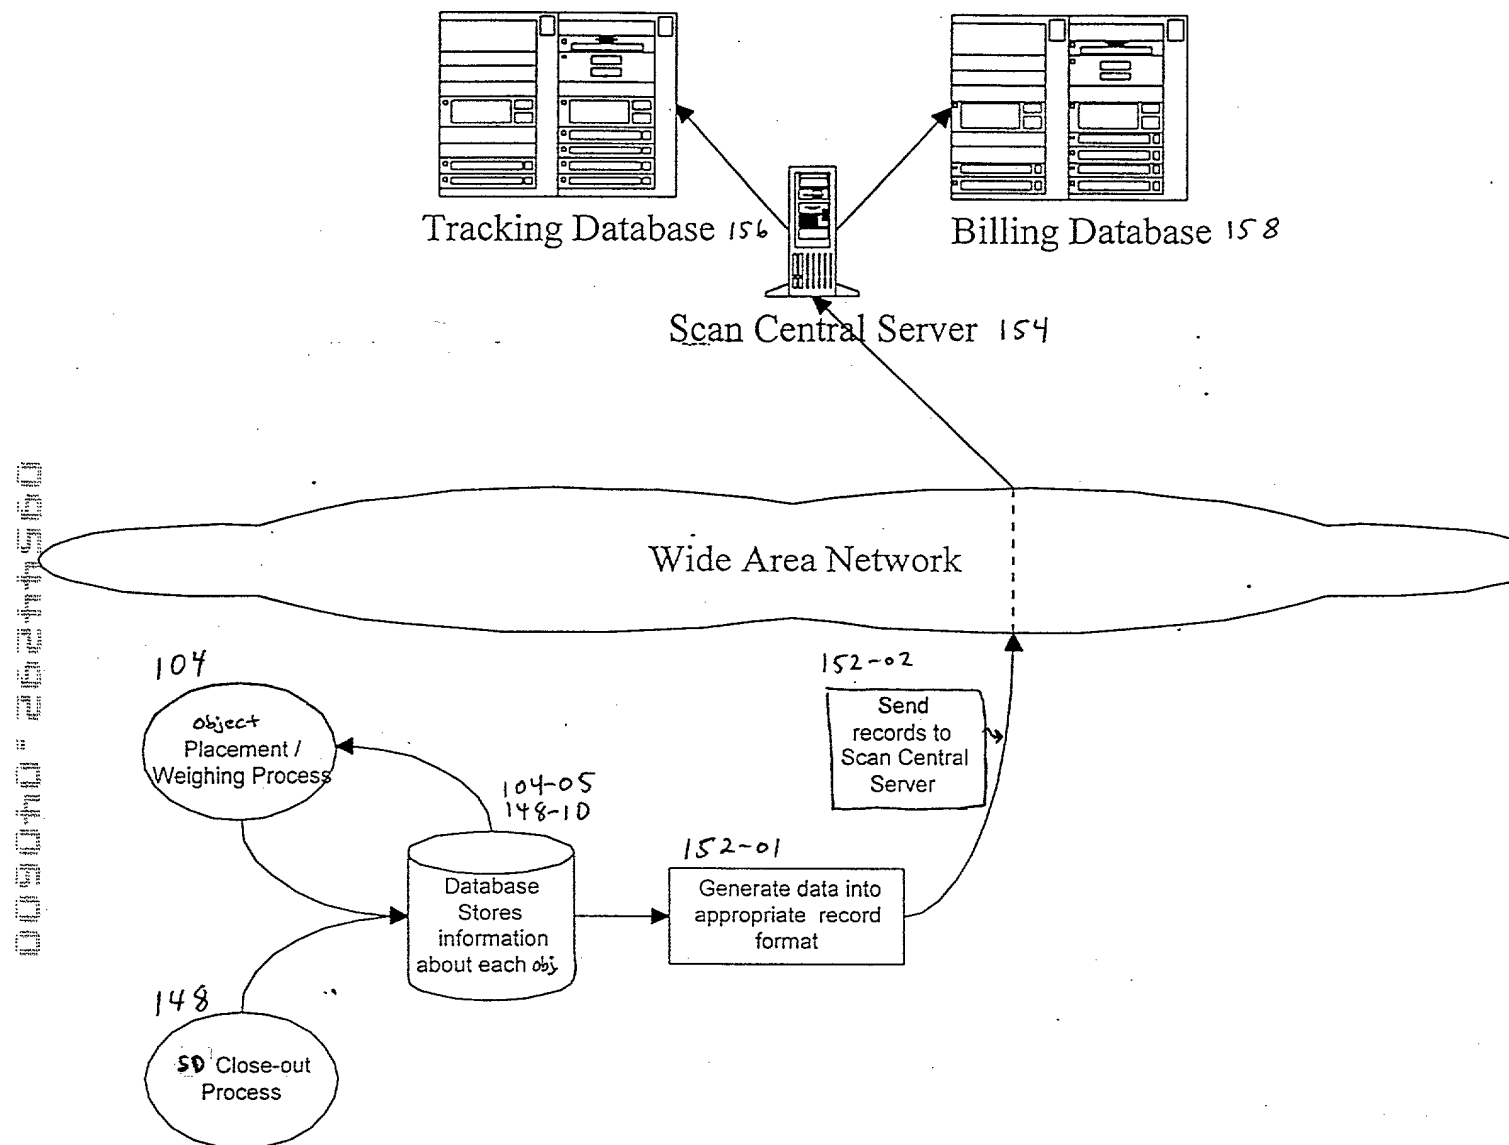 Tracking Database 156
Billing Database 158
Scan Central Server 154
Wide Area Network
09544292.040600
104
object
Placement /
Weighing Process
152-02
Send
records to
Scan Central
Server
104-05
148-10
152-01
Database
Stores
information
about each obj.
Generate data into
appropriate record
format
148
SD Close-out
Process